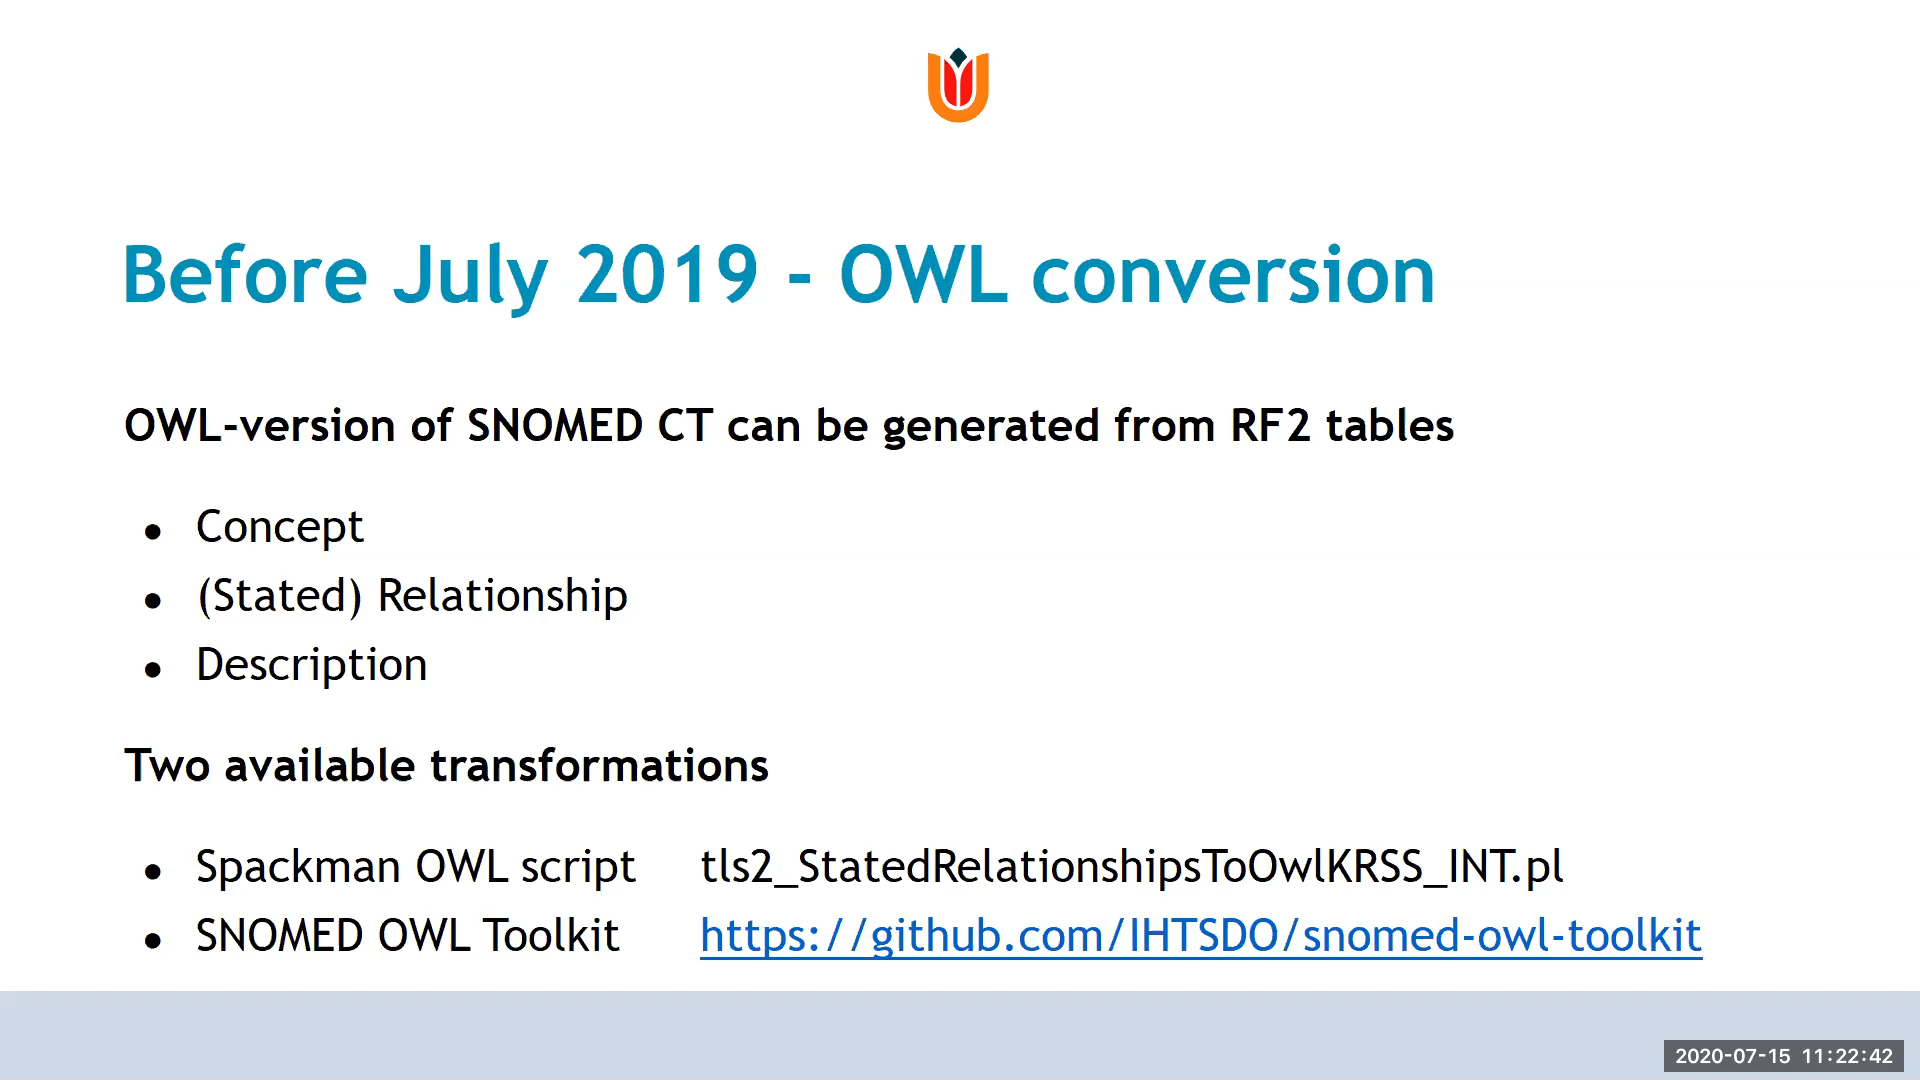 Before July 2019 - OWL conversion
OWL-version of SNOMED CT can be generated from RF2 tables
● Concept
● (Stated) Relationship
● Description
Two available transformations
● Spackman OWL script tls2_StatedRelationshipsToOwlKRSS_INT.pl
● SNOMED OWL Toolkit https://github.com/IHTSDO/snomed-owl-toolkit
2020-07-15 11:22:42